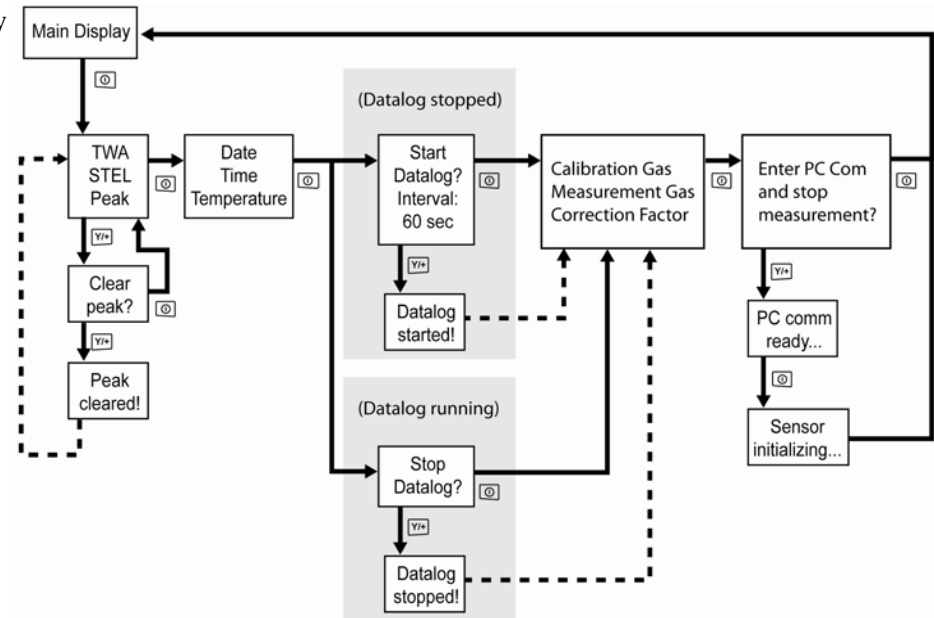 y
Main Display
TWA
STEL
Peak
Y/+
Clear
peak?
Y/+
Peak
cleared!
Date
Time
Temperature
(Datalog stopped)
Start
Datalog?
Interval:
60 sec
Y/+
Datalog
started!
(Datalog running)
Stop
Datalog?
Y/+
Datalog
stopped!
Calibration Gas
Measurement Gas
Correction Factor
Enter PC Com
and stop
measurement?
Y/+
PC comm
ready...
Sensor
initializing...